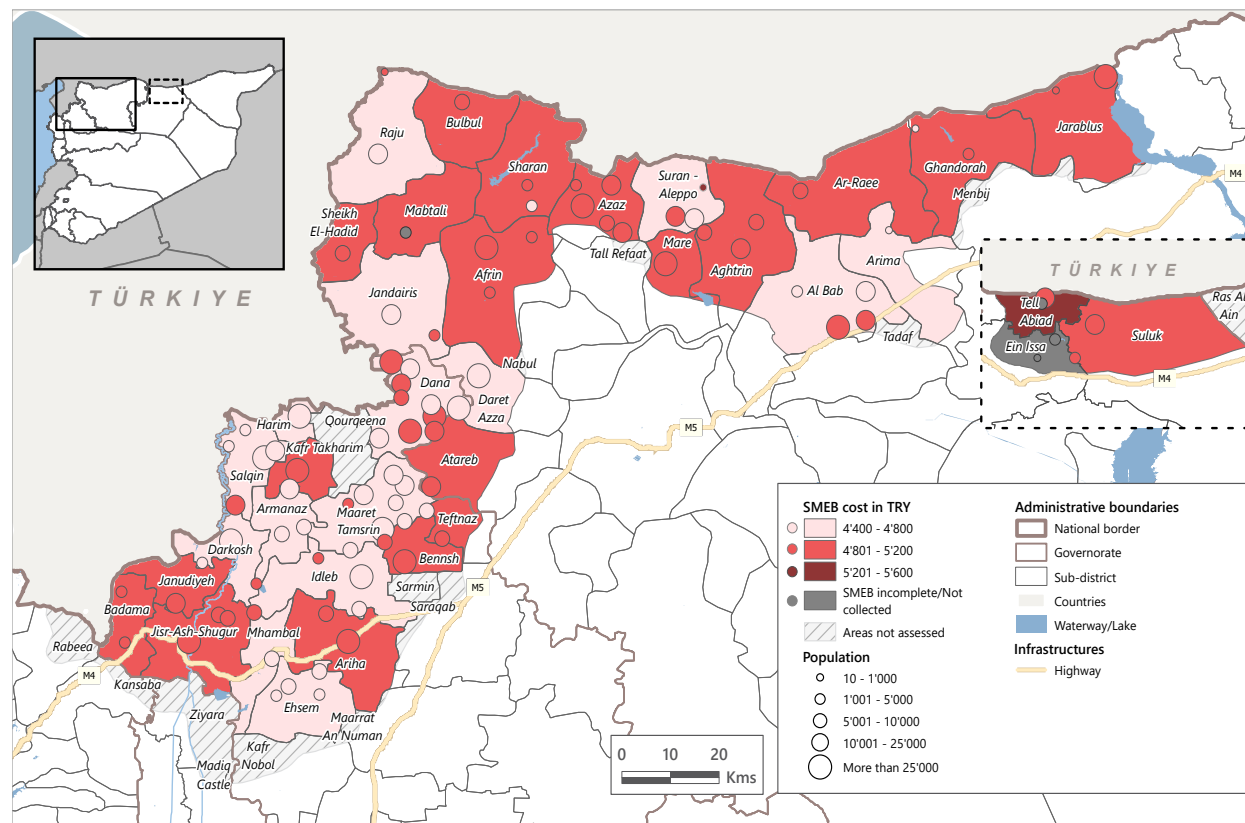 TÜRKIYE
Raju
Bulbul
Sharan
Sheikh
El-Hadid
Mabtali
Azaz
Suran -
Aleppo
Ar-Raee
Ghandorah
Menbij
Jarablus
M4
Tall Refaat
Mare
Aghtrin
Arima
Afrin
Jandairis
Al Bab
Tadaf
Nabul
TÜRKIYE
Tell
Abiad
Ein Issa
Suluk
Ras Al
Ain
M4
Dana
Daret
Azza
M5
Harim
Qourqeena
Kafr Takharim
Salqin
Atareb
Armanaz
Maaret
Tamsrin
Teftnaz
Darkosh
Bennsh
Janudiyeh
Idleb
Sarmin
M5
Saraqab
Badama
Jisr-Ash-Shugur
Mhambal
Rabeea
Ariha
M4
Kansaba
Ehsem
Ziyara
Maarrat
An Numan
Kafr
Nobol
Madiq
Castle
0 10 20
Kms
SMEB cost in TRY
4'400 - 4'800
4'801 - 5'200
5'201 - 5'600
SMEB incomplete/Not
collected
Areas not assessed
Population
10 - 1'000
1'001 - 5'000
5'001 - 10'000
10'001 - 25'000
More than 25'000
Administrative boundaries
National border
Governorate
Sub-district
Countries
Waterway/Lake
Infrastructures
Highway